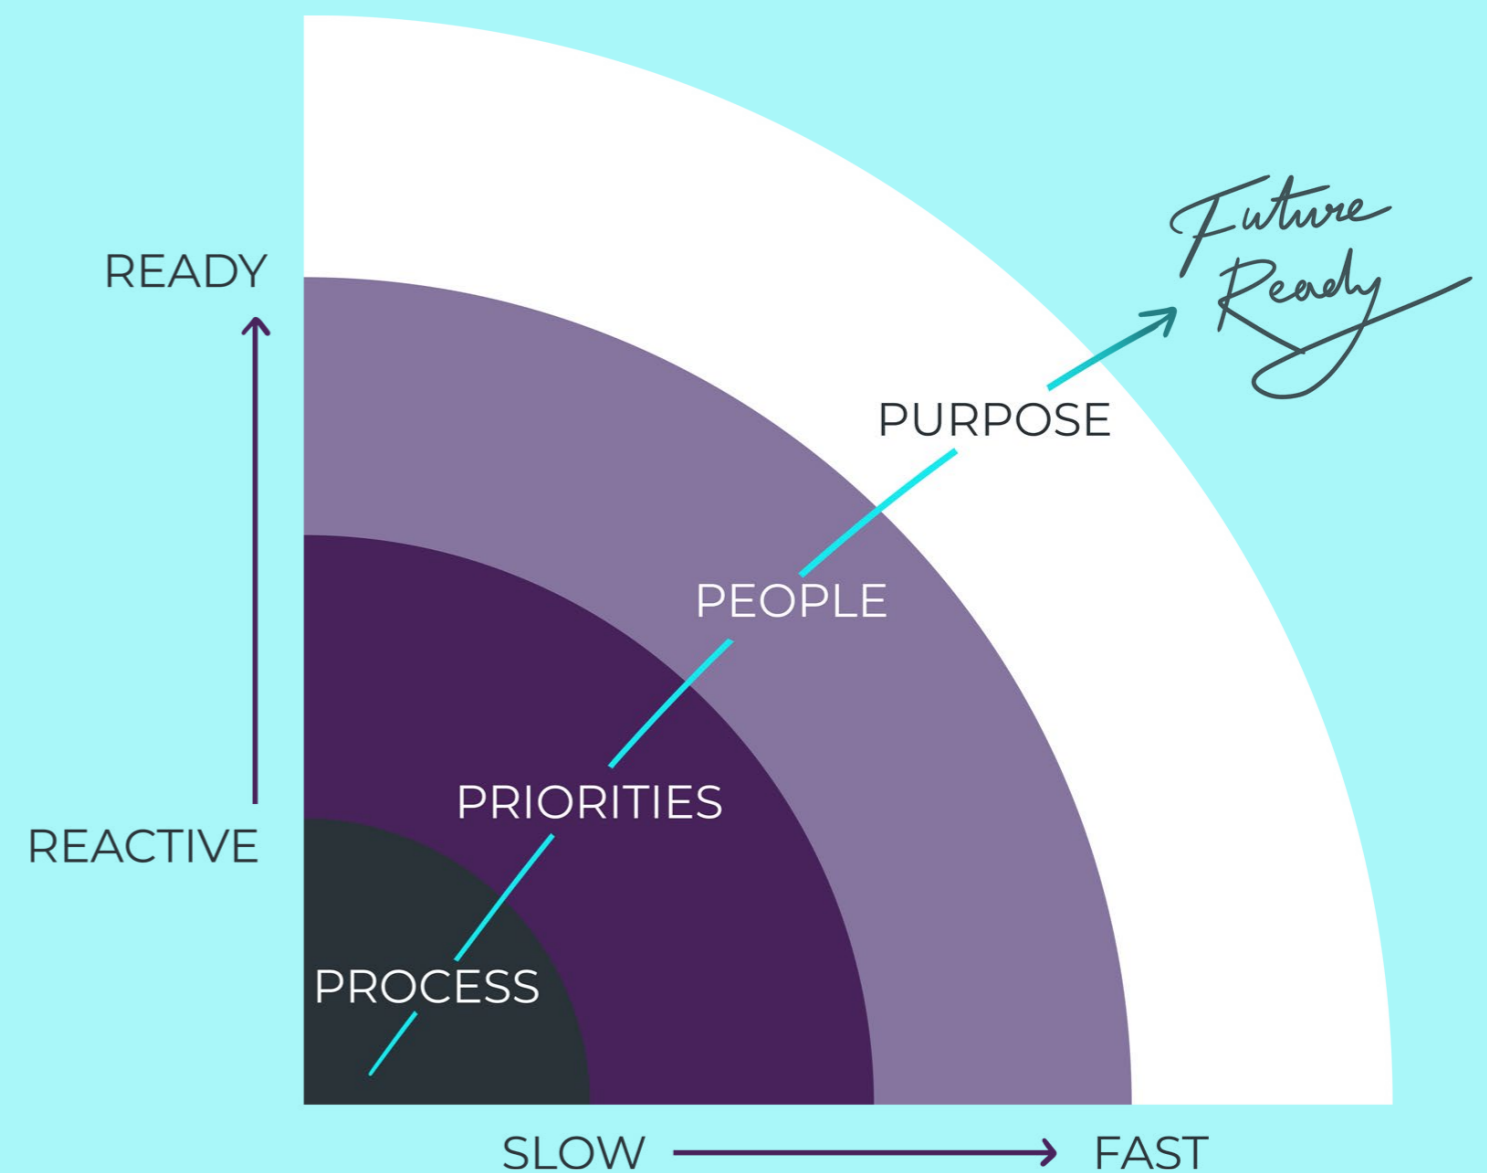 Future
Ready
READY
PURPOSE
PEOPLE
PRIORITIES
REACTIVE
PROCESS
SLOW
FAST